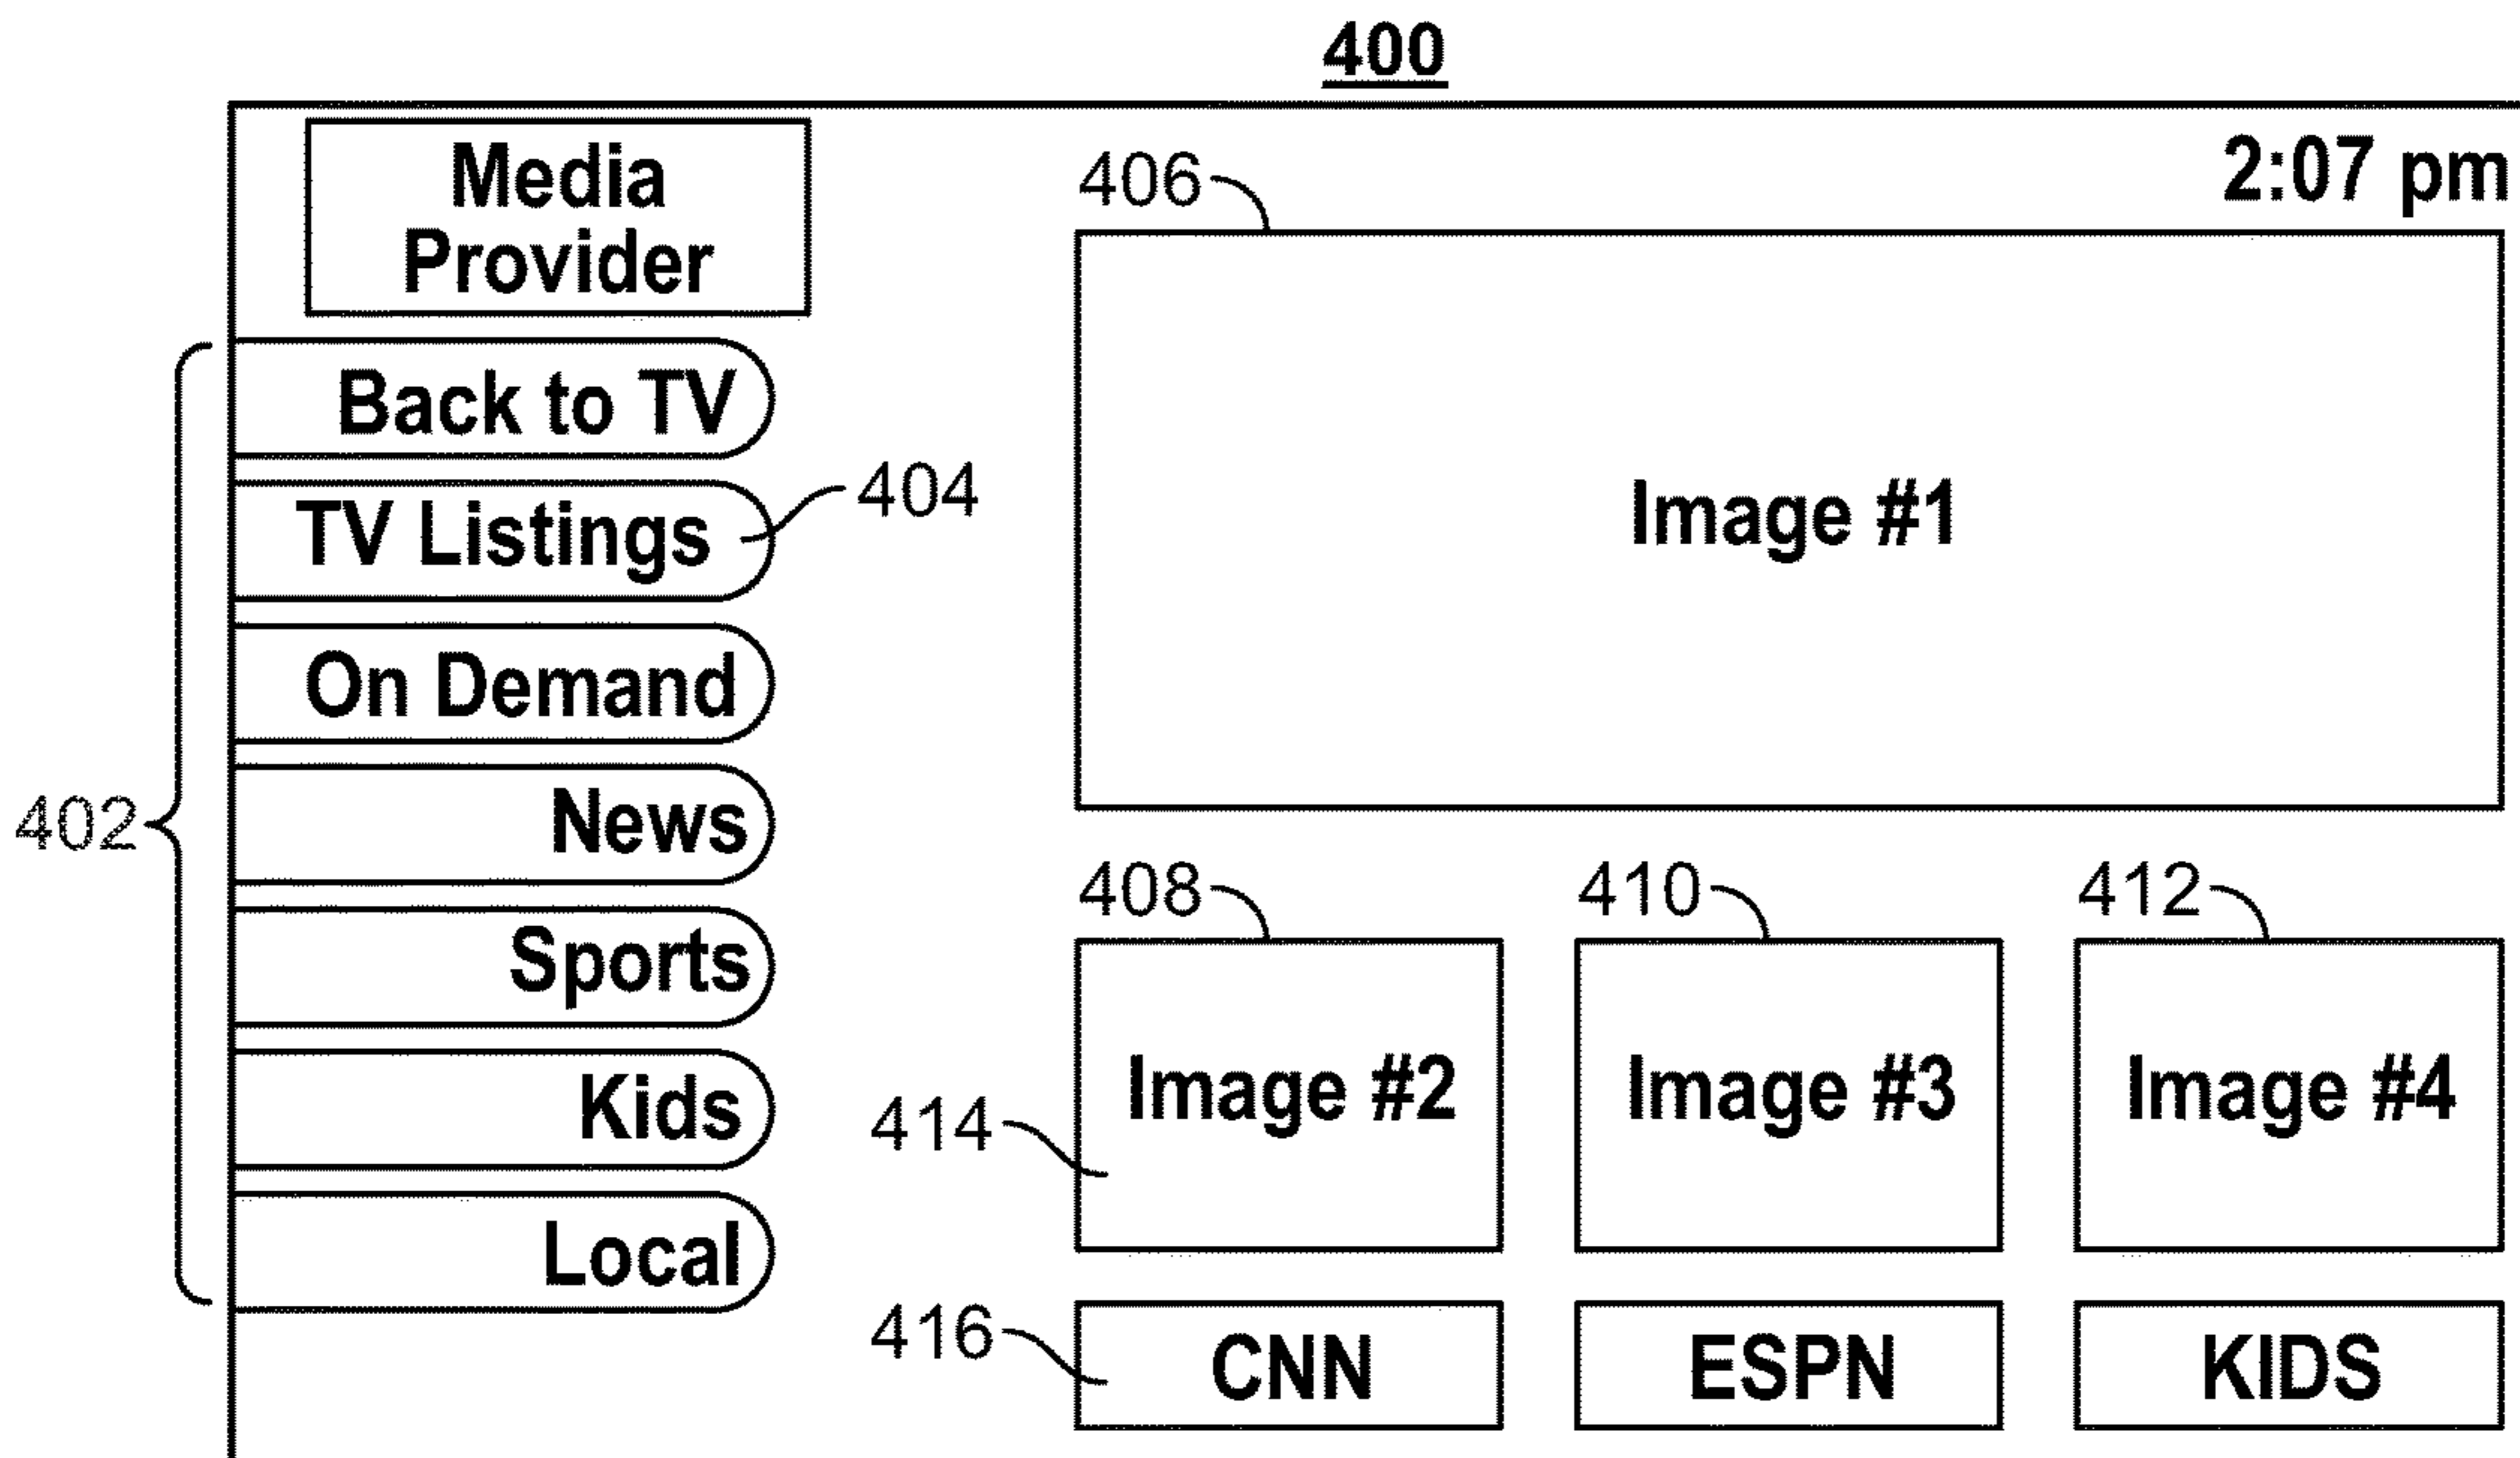 400
Media
Provider
2:07 pm
406
Back to TV
TV Listings
404
Image #1
On Demand
News
402
Sports
Kids
Local
408
410
412
Image #2
Image #3
Image #4
414
416
CNN
ESPN
KIDS